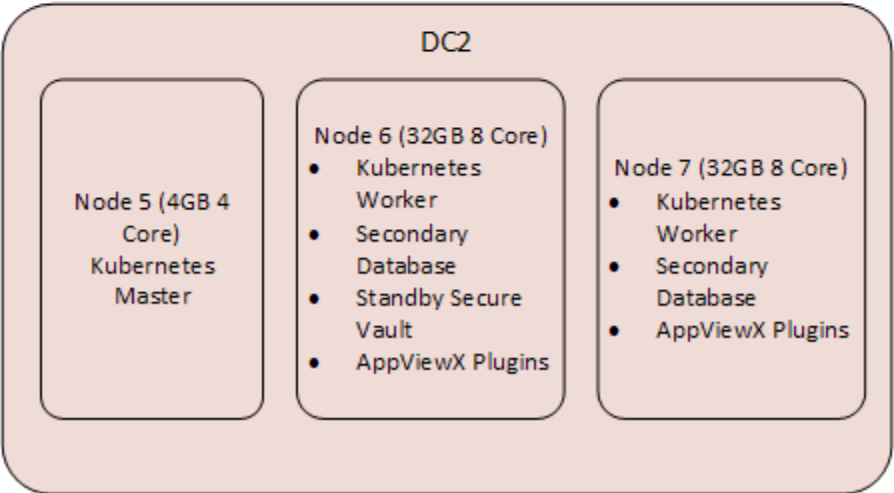 DC2
Node 5 (4GB 4
Core)
Kubernetes
Master
Node 6 (32GB 8 Core)
● Kubernetes
Worker
● Secondary
Database
● Standby Secure
Vault
● AppViewX Plugins
Node 7 (32GB 8 Core)
● Kubernetes
Worker
● Secondary
Database
● AppViewX Plugins